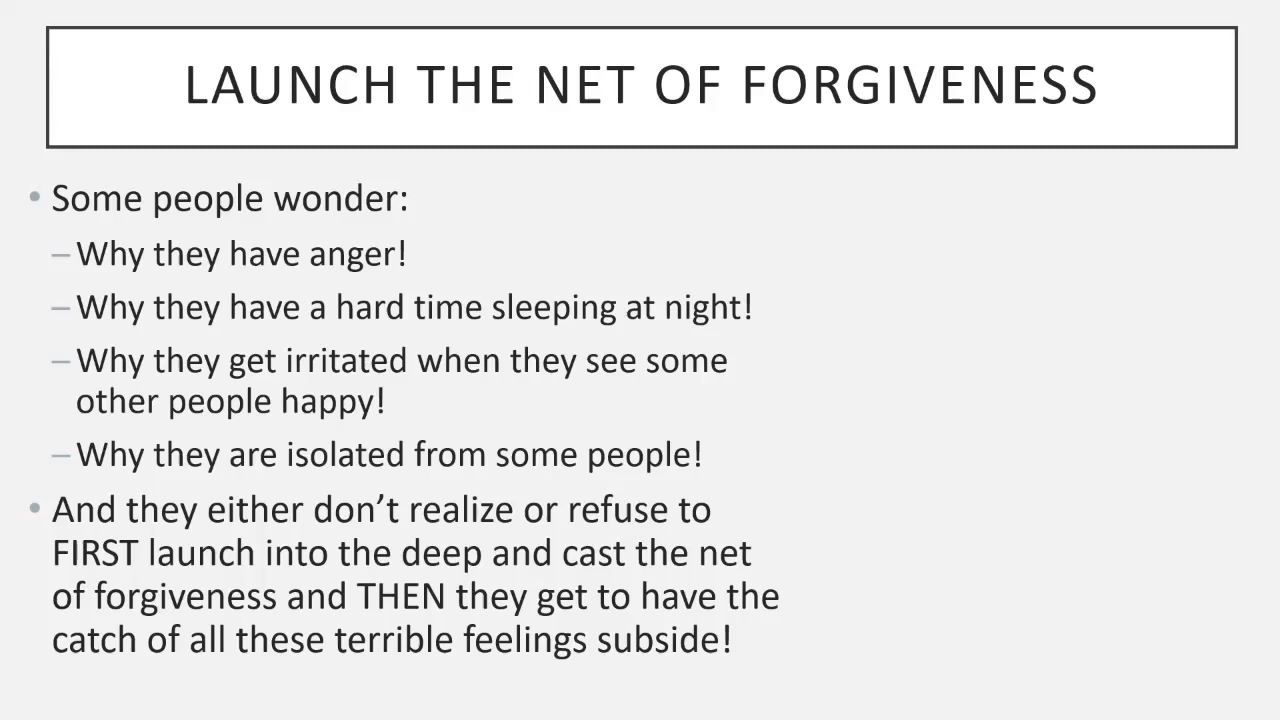 LAUNCH THE NET OF FORGIVENESS
• Some people wonder:
– Why they have anger!
– Why they have a hard time sleeping at night!
– Why they get irritated when they see some
other people happy!
– Why they are isolated from some people!
• And they either don’t realize or refuse to
FIRST launch into the deep and cast the net
of forgiveness and THEN they get to have the
catch of all these terrible feelings subside!